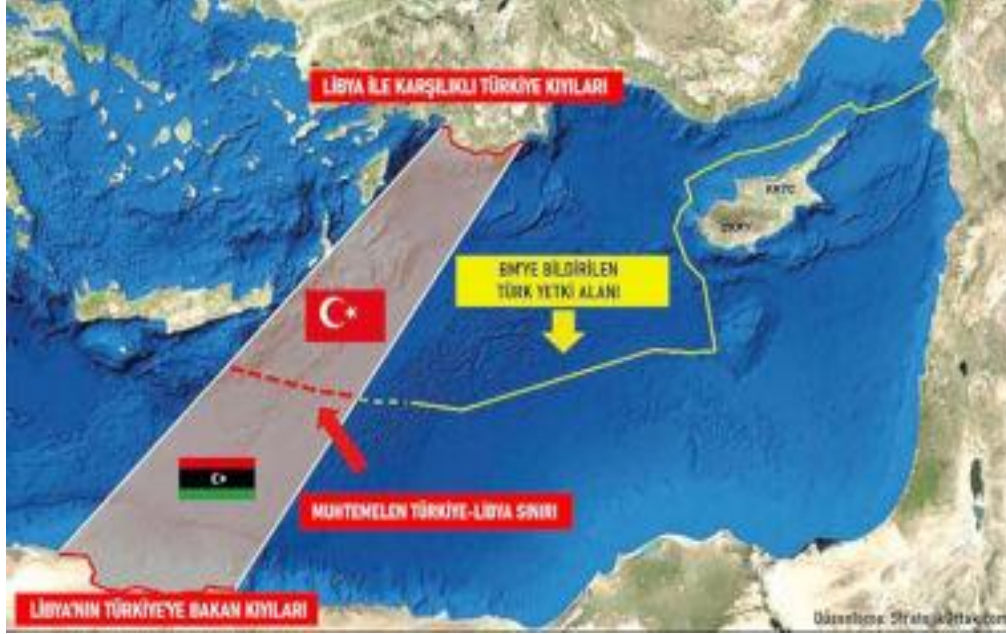 LİBYA İLE KARŞILIKLI TÜRKİYE KIYILARI
KKTC
GKRY
BM'YE BİLDİRİLEN
TÜRK YETKİ ALANI
MUHTEMELEN TÜRKİYE-LİBYA SINIRI
LİBYA'NIN TÜRKİYE'YE BAKAN KIYILARI
Düzenleme: